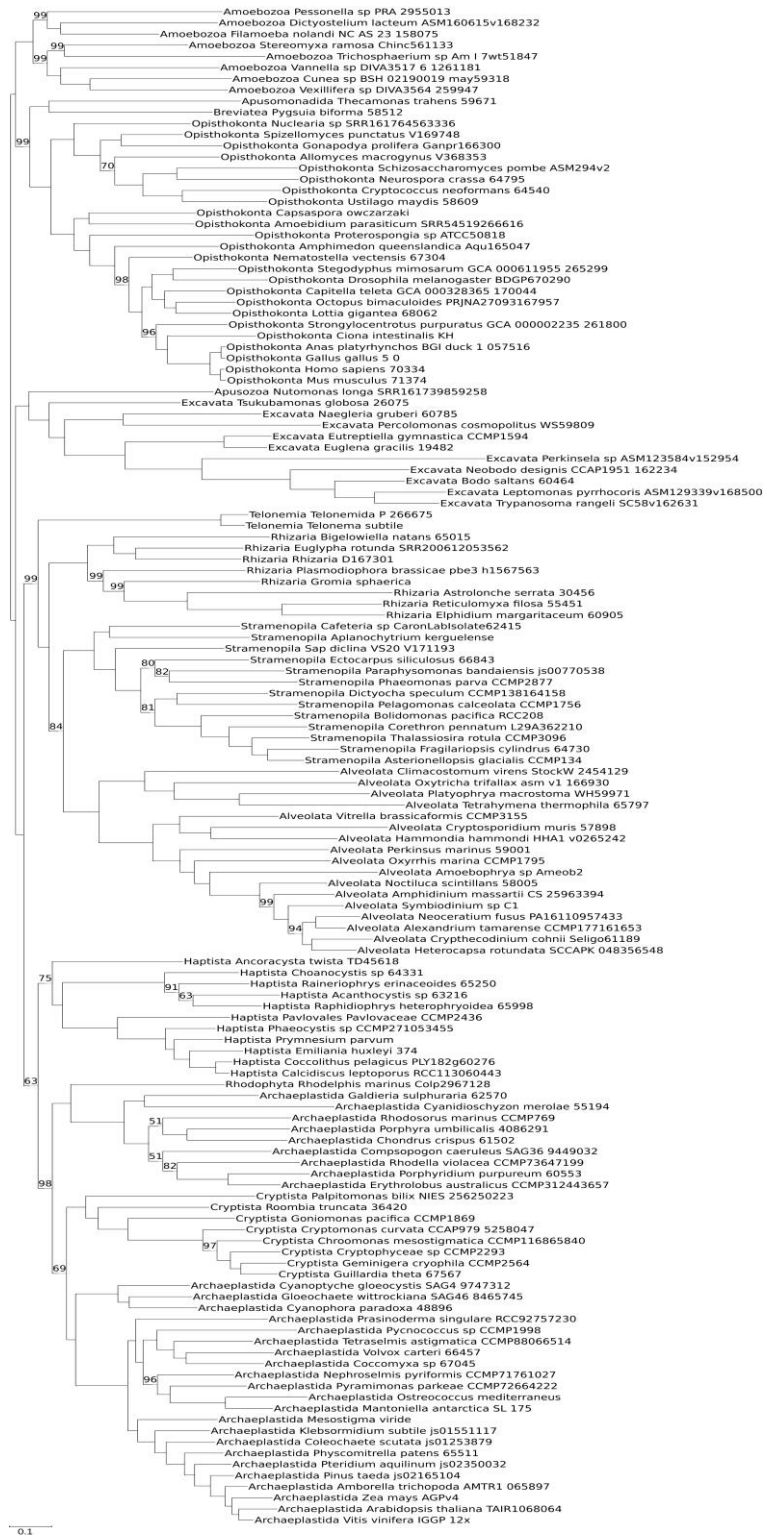 Amoebozoa Pessonella sp PRA 2955013
99
Amoebozoa Dictyostelium lacteum ASM160615v168232
Amoebozoa Filamoeba nolandi NC AS 23 158075
Amoebozoa Stereomyxa ramosa Chinc561133
99
Amoebozoa Trichosphaerium sp Am I 7wt51847
99
Amoebozoa Vannella sp DIVA3517 6 1261181
Amoebozoa Cunea sp BSH 02190019 may59318
Amoebozoa Vexillifera sp DIVA3564 259947
Apusomonadida Thecamonas trahens 59671
Breviatea Pygsuia biforma 58512
Opisthokonta Nuclearia sp SRR161764563336
Opisthokonta Spizellomyces punctatus V169748
99
Opisthokonta Gonapodya prolifera Ganpr166300
Opisthokonta Allomyces macrogynus V368353
70
Opisthokonta Schizosaccharomyces pombe ASM294v2
Opisthokonta Neurospora crassa 64795
Opisthokonta Cryptococcus neoformans 64540
Opisthokonta Ustilago maydis 58609
Opisthokonta Capsaspora owczarzaki
Opisthokonta Amoebidium parasiticum SRR54519266616
Opisthokonta Proterospongia sp ATCC50818
Opisthokonta Amphimedon queenslandica Aqu165047
Opisthokonta Nematostella vectensis 67304
Opisthokonta Stegodyphus mimosarum GCA 000611955 265299
98
Opisthokonta Drosophila melanogaster BDGP670290
Opisthokonta Capitella teleta GCA 000328365 170044
Opisthokonta Octopus bimaculoides PRJNA27093167957
Opisthokonta Lottia gigantea 68062
Opisthokonta Strongylocentrotus purpuratus GCA 000002235 261800
96
Opisthokonta Ciona intestinalis KH
Opisthokonta Anas platyrhynchos BGI duck 1 057516
Opisthokonta Gallus gallus 5 0
Opisthokonta Homo sapiens 70334
Opisthokonta Mus musculus 71374
Apusozoa Nutomonas longa SRR161739859258
Excavata Tsukubamonas globosa 26075
Excavata Naegleria gruberi 60785
Excavata Percolomonas cosmopolitus WS59809
Excavata Eutreptiella gymnastica CCMP1594
Excavata Euglena gracilis 19482
Excavata Perkinsela sp ASM123584v152954
Excavata Neobodo designis CCAP1951 162234
Excavata Bodo saltans 60464
Excavata Leptomonas pyrrhocoris ASM129339v168500
Excavata Trypanosoma rangeli SC58v162631
Telonemia Telonemida P 266675
Telonemia Telonema subtile
Rhizaria Bigelowiella natans 65015
Rhizaria Euglypha rotunda SRR200612053562
Rhizaria Rhizaria D167301
Rhizaria Plasmodiophora brassicae pbe3 h1567563
99
99
Rhizaria Gromia sphaerica
99
Rhizaria Astrolonche serrata 30456
Rhizaria Reticulomyxa filosa 55451
Rhizaria Elphidium margaritaceum 60905
Stramenopila Cafeteria sp CaronLabIsolate62415
Stramenopila Aplanochytrium kerguelense
Stramenopila Sap diclina VS20 V171193
Stramenopila Ectocarpus siliculosus 66843
80
Stramenopila Paraphysomonas bandaiensis js00770538
82
Stramenopila Phaeomonas parva CCMP2877
Stramenopila Dictyocha speculum CCMP138164158
Stramenopila Pelagomonas calceolata CCMP1756
81
Stramenopila Bolidomonas pacifica RCC208
84
Stramenopila Corethron pennatum L29A362210
Stramenopila Thalassiosira rotula CCMP3096
Stramenopila Fragilariopsis cylindrus 64730
Stramenopila Asterionellopsis glacialis CCMP134
Alveolata Climacostomum virens StockW 2454129
Alveolata Oxytricha trifallax asm v1 166930
Alveolata Platyophrya macrostoma WH59971
Alveolata Tetrahymena thermophila 65797
Alveolata Vitrella brassicaformis CCMP3155
Alveolata Cryptosporidium muris 57898
Alveolata Hammondia hammondi HHA1 v0265242
Alveolata Perkinsus marinus 59001
Alveolata Oxyrrhis marina CCMP1795
Alveolata Amoebophrya sp Ameob2
Alveolata Noctiluca scintillans 58005
Alveolata Amphidinium massartii CS 25963394
99
Alveolata Symbiodinium sp C1
Alveolata Neoceratium fusus PA16110957433
94
Alveolata Alexandrium tamarense CCMP177161653
Alveolata Crypthecodinium cohnii Seligo61189
Alveolata Heterocapsa rotundata SCCAPK 048356548
Haptista Ancoracysta twista TD45618
Haptista Choanocystis sp 64331
75
Haptista Raineriophrys erinaceoides 65250
91
Haptista Acanthocystis sp 63216
63
Haptista Raphidiophrys heterophryoidea 65998
Haptista Pavlovales Pavlovaceae CCMP2436
Haptista Phaeocystis sp CCMP271053455
Haptista Prymnesium parvum
Haptista Emiliania huxleyi 374
Haptista Coccolithus pelagicus PLY182g60276
Haptista Calcidiscus leptoporus RCC113060443
63
Rhodophyta Rhodelphis marinus Colp2967128
Archaeplastida Galdieria sulphuraria 62570
Archaeplastida Cyanidioschyzon merolae 55194
Archaeplastida Rhodosorus marinus CCMP769
51
Archaeplastida Porphyra umbilicalis 4086291
Archaeplastida Chondrus crispus 61502
Archaeplastida Compsopogon caeruleus SAG36 9449032
51
Archaeplastida Rhodella violacea CCMP73647199
82
Archaeplastida Porphyridium purpureum 60553
98
Archaeplastida Erythrolobus australicus CCMP312443657
Cryptista Palpitomonas bilix NIES 256250223
Cryptista Roombia truncata 36420
Cryptista Goniomonas pacifica CCMP1869
Cryptista Cryptomonas curvata CCAP979 5258047
Cryptista Chroomonas mesostigmatica CCMP116865840
97
Cryptista Cryptophyceae sp CCMP2293
Cryptista Geminigera cryophila CCMP2564
69
Cryptista Guillardia theta 67567
Archaeplastida Cyanoptyche gloeocystis SAG4 9747312
Archaeplastida Gloeochaete wittrockiana SAG46 8465745
Archaeplastida Cyanophora paradoxa 48896
Archaeplastida Prasinoderma singulare RCC92757230
Archaeplastida Pycnococcus sp CCMP1998
Archaeplastida Tetraselmis astigmatica CCMP88066514
Archaeplastida Volvox carteri 66457
Archaeplastida Coccomyxa sp 67045
Archaeplastida Nephroselmis pyriformis CCMP71761027
96
Archaeplastida Pyramimonas parkeae CCMP72664222
Archaeplastida Ostreococcus mediterraneus
Archaeplastida Mantoniella antarctica SL 175
Archaeplastida Mesostigma viride
Archaeplastida Klebsormidium subtile js01551117
Archaeplastida Coleochaete scutata js01253879
Archaeplastida Physcomitrella patens 65511
Archaeplastida Pteridium aquilinum js02350032
Archaeplastida Pinus taeda js02165104
Archaeplastida Amborella trichopoda AMTR1 065897
Archaeplastida Zea mays AGPv4
Archaeplastida Arabidopsis thaliana TAIR1068064
Archaeplastida Vitis vinifera IGGP 12x
0.1